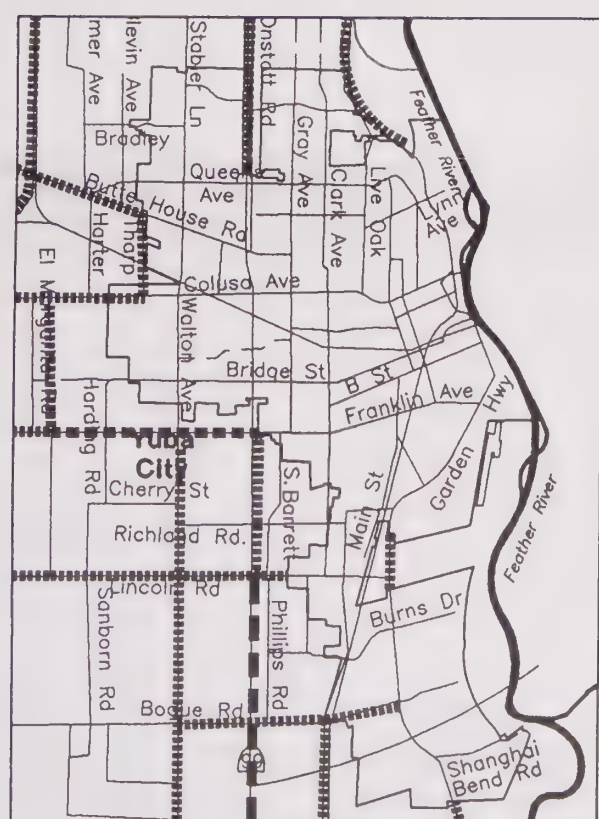 Stabler Ln
Onstott Rd
Feather River
Bradley
Gray Ave
Clark Ave
Live Oak
Lynn
Ave
Queens
Ave
Butte House Rd
Tharp
Harter
Colusa Ave
Walton Ave
Bridge St
B St
Franklin Ave
Garden Hwy
Harding Rd
Yuba
City
Cherry St
S. Barrett
Main St
Richland Rd.
Feather River
Lincoln Rd
Sanborn Rd
Phillips Rd
Burns Dr
Bogue Rd
99
Shanghai
Bend Rd